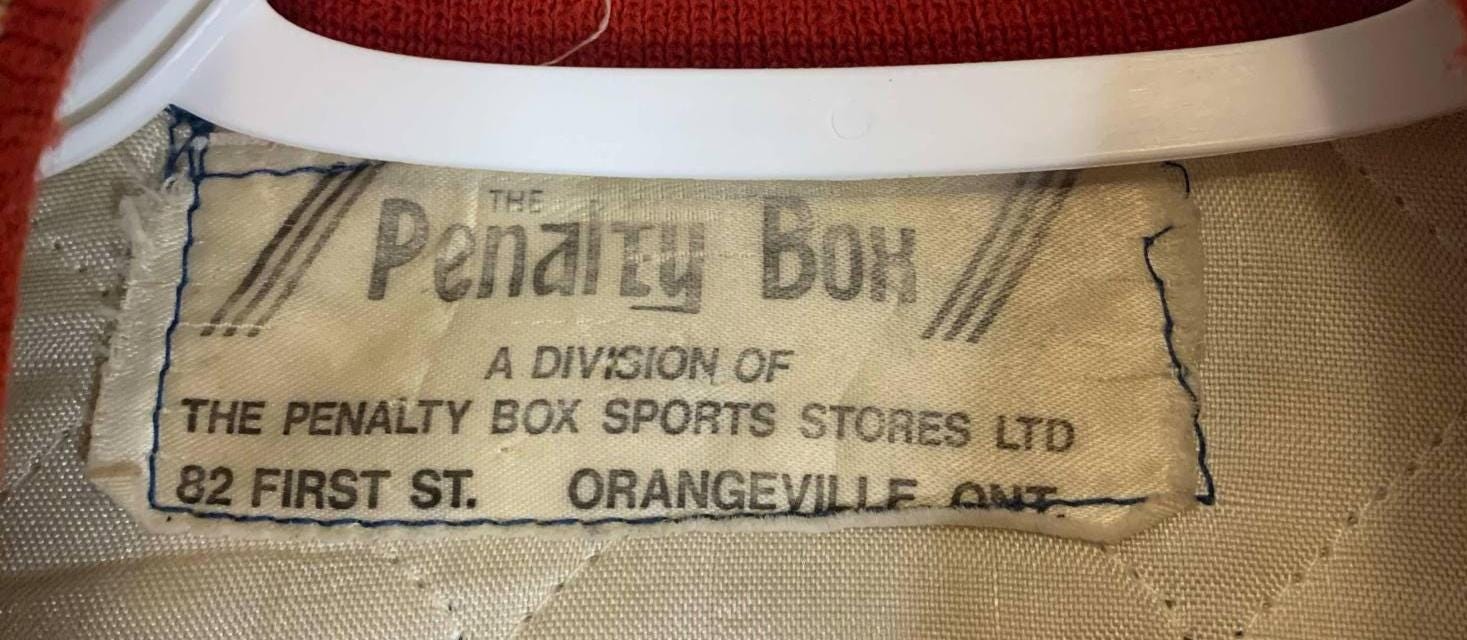 THE
Penalty Box
A DIVISION OF
THE PENALTY BOX SPORTS STORES LTD
82 FIRST ST. ORANGEVILLE ONT.